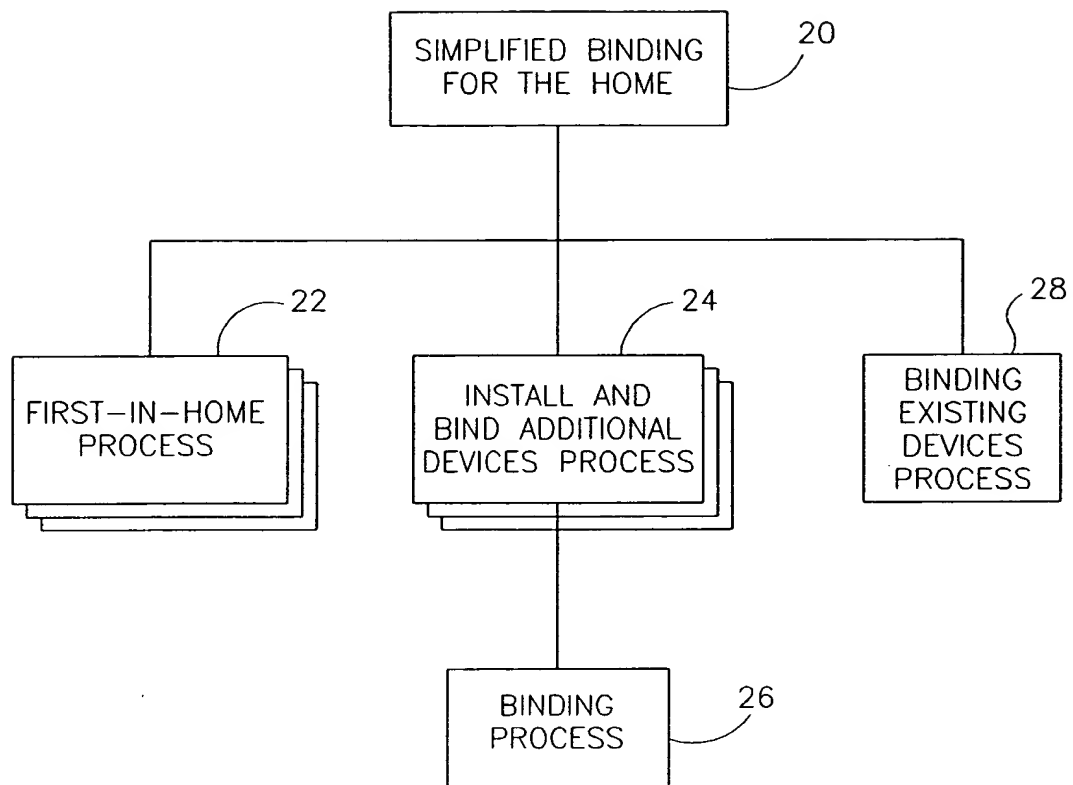 SIMPLIFIED BINDING
FOR THE HOME
20
22
FIRST-IN-HOME
PROCESS
24
INSTALL AND
BIND ADDITIONAL
DEVICES PROCESS
28
BINDING
EXISTING
DEVICES
PROCESS
BINDING
PROCESS
26